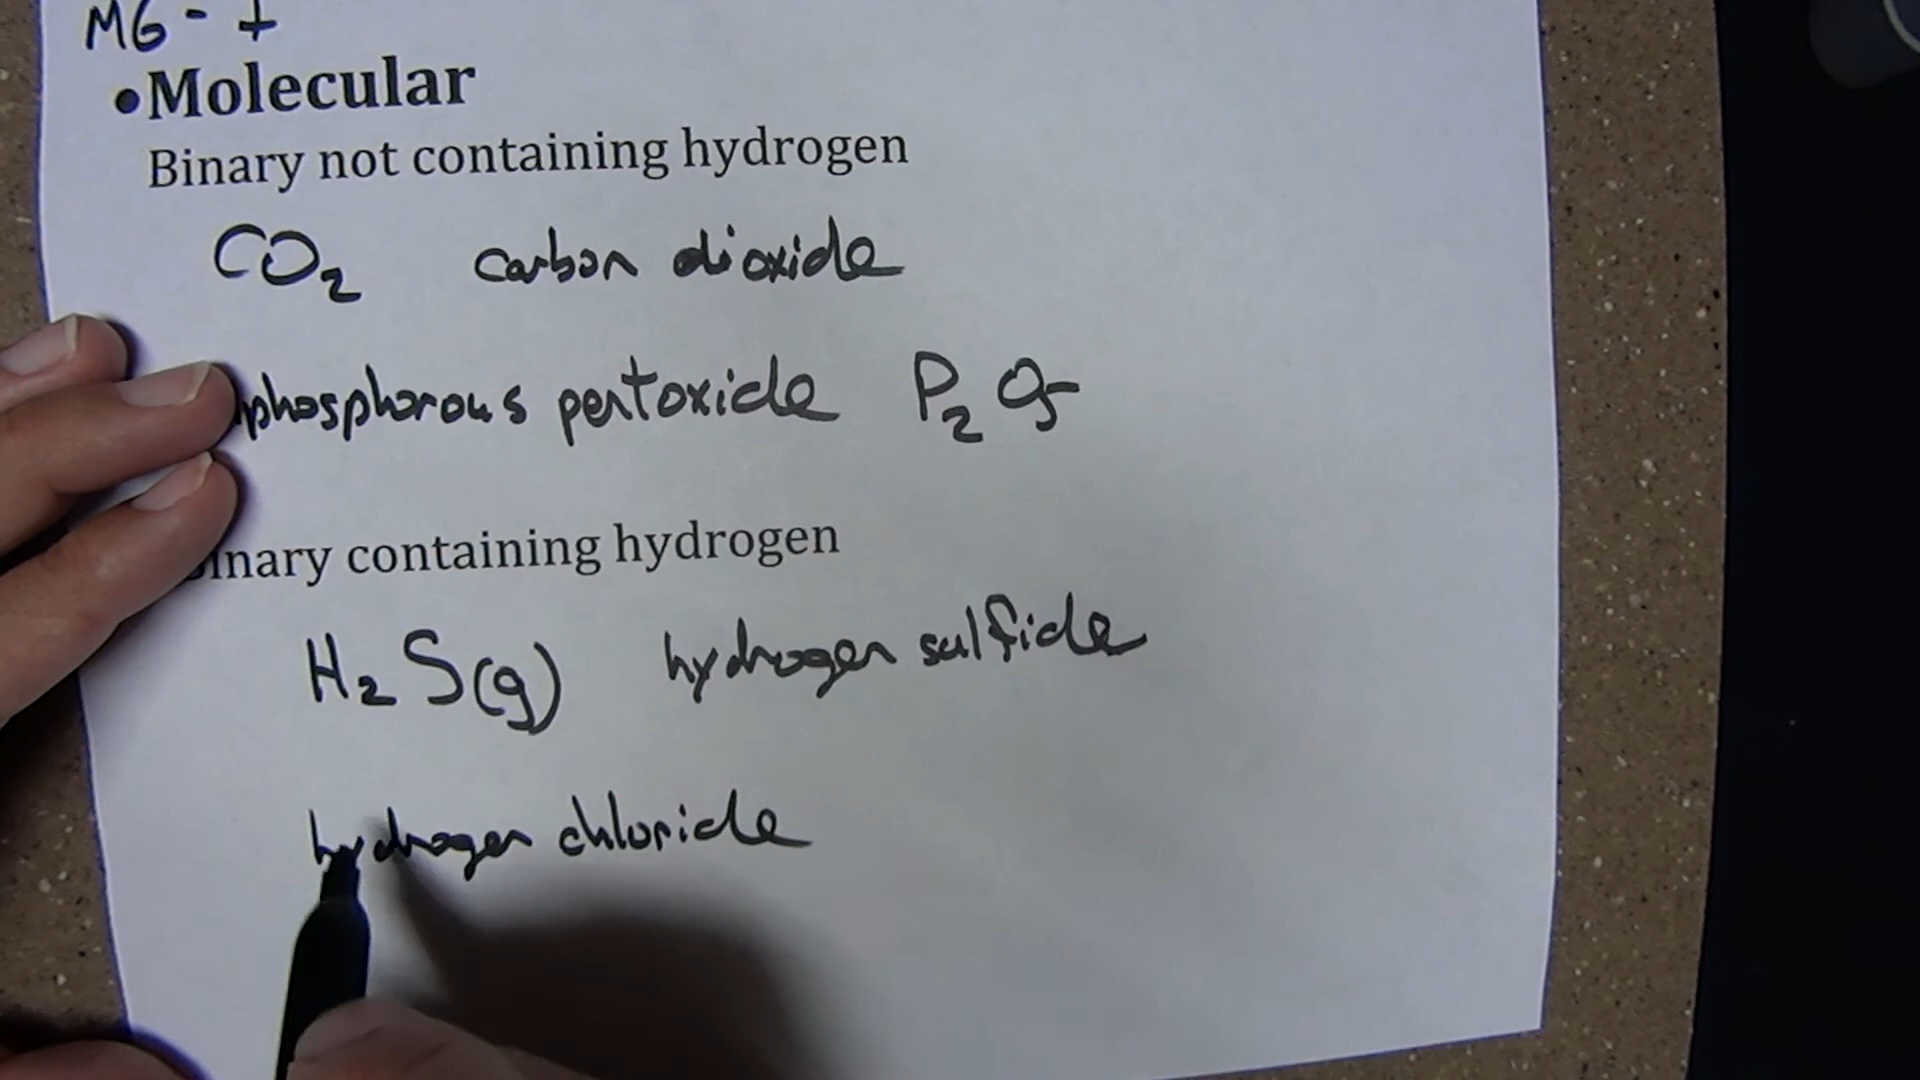 MG - I
• Molecular
Binary not containing hydrogen
CO₂ carbon dioxide
phosphorous pentoxide P₂O₅
Binary containing hydrogen
H₂S(g) hydrogen sulfide
hydrogen chloride